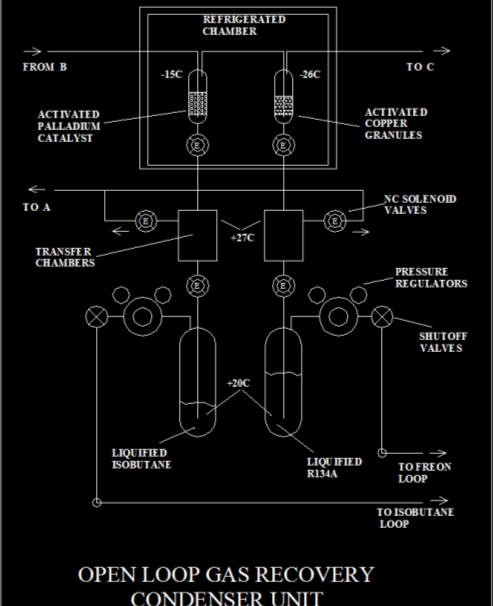 REFRIGERATED
CHAMBER
FROM B
-15C
-26C
TO C
ACTIVATED
PALLADIUM
CATALYST
ACTIVATED
COPPER
GRANULES
E
E
TO A
NC SOLENOID
VALVES
E
E
+27C
TRANSFER
CHAMBERS
E
E
PRESSURE
REGULATORS
SHUTOFF
VALVES
+20C
LIQUIFIED
ISOBUTANE
LIQUIFIED
R134A
TO FREON
LOOP
TO ISOBUTANE
LOOP
OPEN LOOP GAS RECOVERY
CONDENSER UNIT